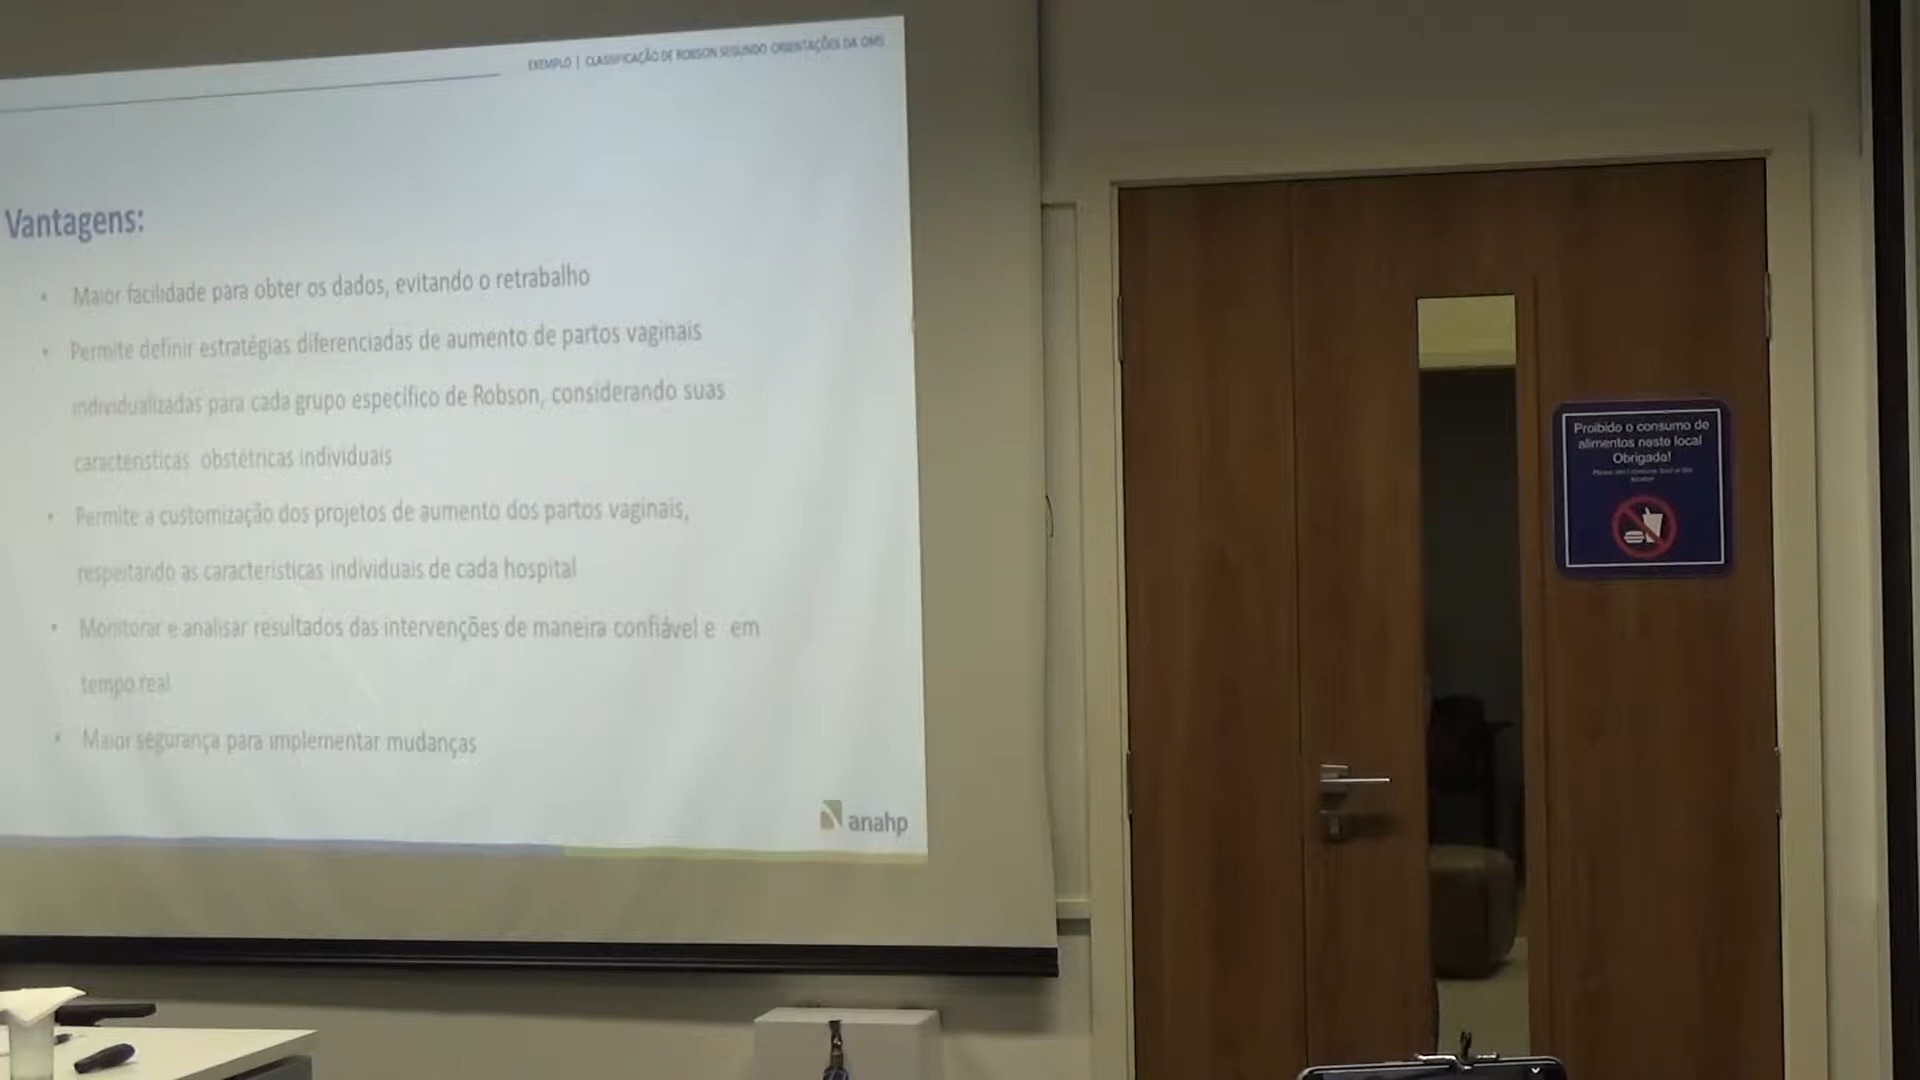 EXEMPLO | CLASSIFICAÇÃO DE ROBSON SEGUNDO ORIENTAÇÕES DA OMS
Vantagens:
• Maior facilidade para obter os dados, evitando o retrabalho
• Permite definir estratégias diferenciadas de aumento de partos vaginais
individualizadas para cada grupo específico de Robson, considerando suas
características obstétricas individuais
• Permite a customização dos projetos de aumento dos partos vaginais,
respeitando as características individuais de cada hospital
• Monitorar e analisar resultados das intervenções de maneira confiável e em
tempo real
• Maior segurança para implementar mudanças
anahp
Proibido o consumo de
alimentos neste local
Obrigada!